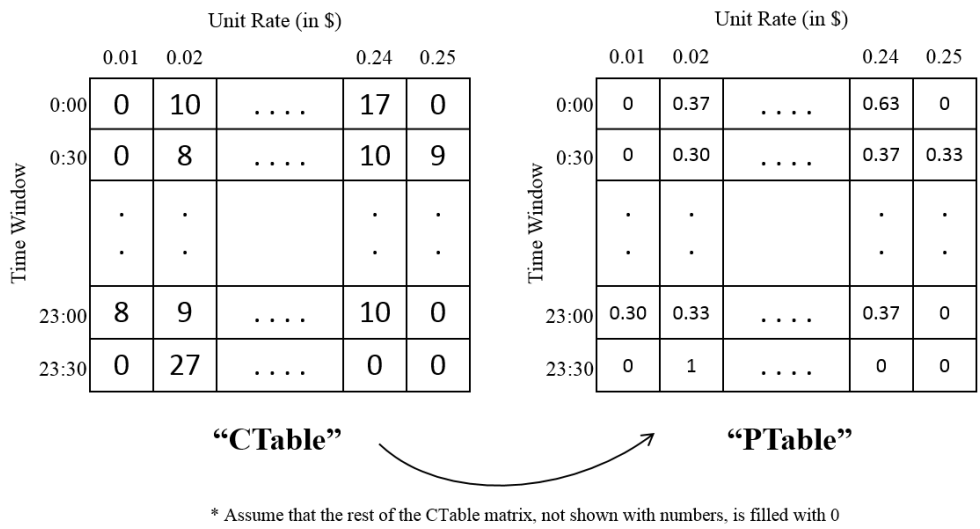 Unit Rate (in $) Unit Rate (in $)
0.01 0.02 0.24 0.25 0.01 0.02 0.24 0.25
0:00 0 10 . . . . 17 0 0:00 0 0.37 . . . . 0.63 0
0:30 0 8 . . . . 10 9 0:30 0 0.30 . . . . 0.37 0.33
Time Window Time Window
. . . . . . . .
. . . . . . . .
23:00 8 9 . . . . 10 0 23:00 0.30 0.33 . . . . 0.37 0
23:30 0 27 . . . . 0 0 23:30 0 1 . . . . 0 0
“CTable” “PTable”
* Assume that the rest of the CTable matrix, not shown with numbers, is filled with 0